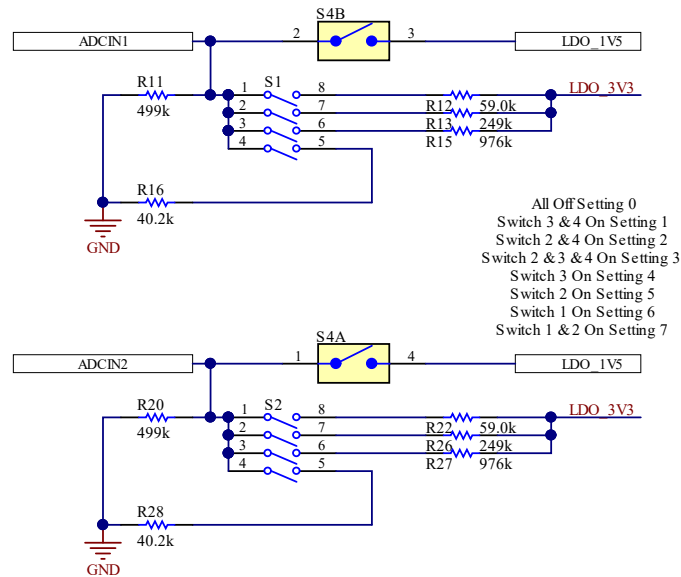 S4B
ADCIN1 2 3 LDO_1V5
R11 S1
499k 1 8 LDO_3V3
2 7 R12 59.0k
3 6 R13 249k
4 5 R15 976k
R16
40.2k
GND
All Off Setting 0
Switch 3 & 4 On Setting 1
Switch 2 & 4 On Setting 2
Switch 2 & 3 & 4 On Setting 3
Switch 3 On Setting 4
Switch 2 On Setting 5
Switch 1 On Setting 6
Switch 1 & 2 On Setting 7
S4A
ADCIN2 1 4 LDO_1V5
R20 S2
499k 1 8 LDO_3V3
2 7 R22 59.0k
3 6 R26 249k
4 5 R27 976k
R28
40.2k
GND